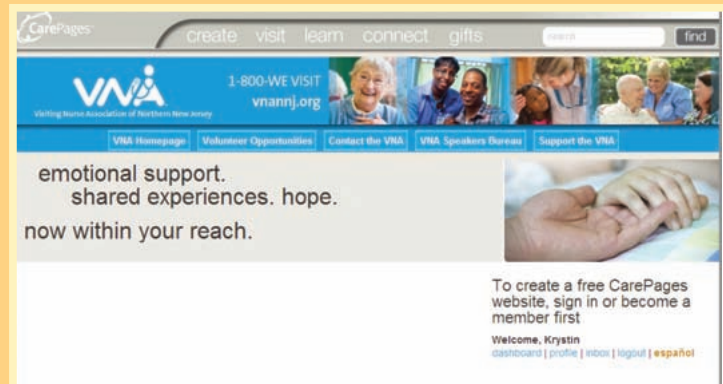 CarePages
create visit learn connect gifts
search
find
VNA
1-800-WE VISIT
vnannj.org
Visiting Nurse Association of Northern New Jersey
VNA Homepage Volunteer Opportunities Contact the VNA VNA Speakers Bureau Support the VNA
emotional support.
shared experiences. hope.
now within your reach.
To create a free CarePages
website, sign in or become a
member first
Welcome, Krystin
dashboard | profile | inbox | logout | español